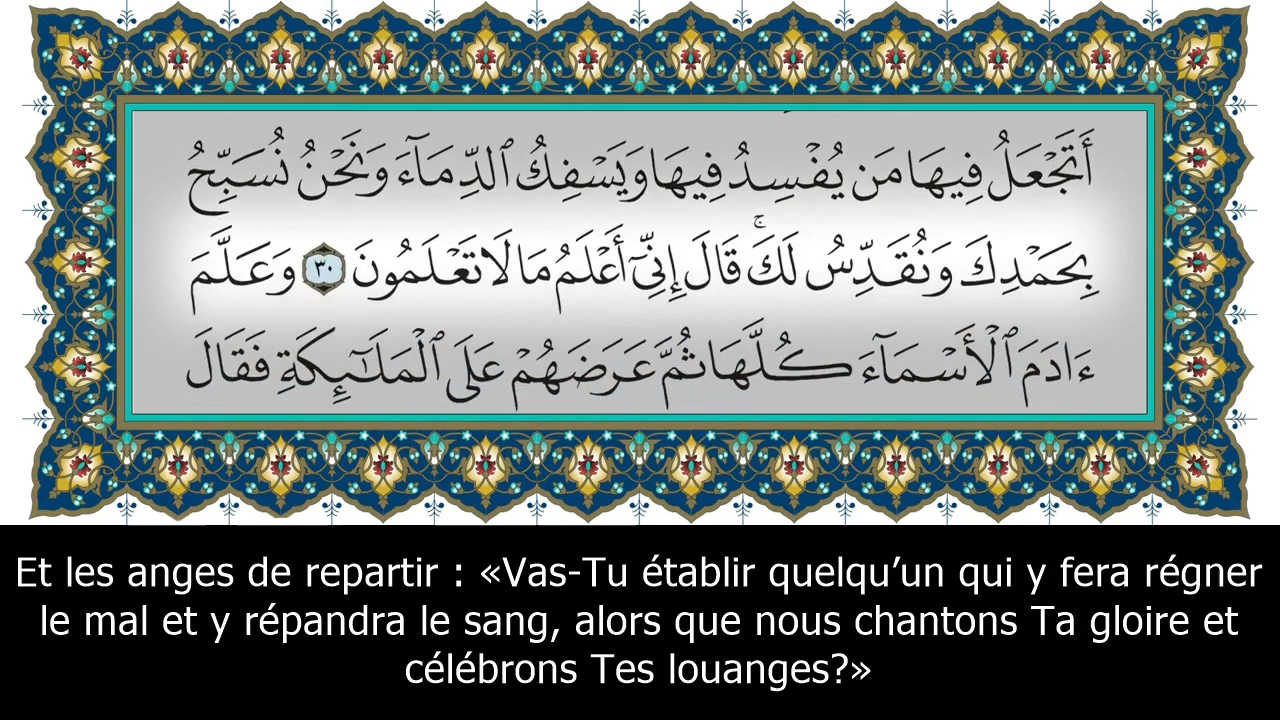 أَتَجْعَلُ فِيهَا مَن يُفْسِدُ فِيهَا وَيَسْفِكُ ٱلدِّمَآءَ وَنَحْنُ نُسَبِّحُ
بِحَمْدِكَ وَنُقَدِّسُ لَكَ ۖ قَالَ إِنِّىٓ أَعْلَمُ مَا لَا تَعْلَمُونَ ٣٠ وَعَلَّمَ
ءَادَمَ ٱلْأَسْمَآءَ كُلَّهَا ثُمَّ عَرَضَهُمْ عَلَى ٱلْمَلَـٰٓئِكَةِ فَقَالَ
Et les anges de repartir : «Vas-Tu établir quelqu’un qui y fera régner
le mal et y répandra le sang, alors que nous chantons Ta gloire et
célébrons Tes louanges?»